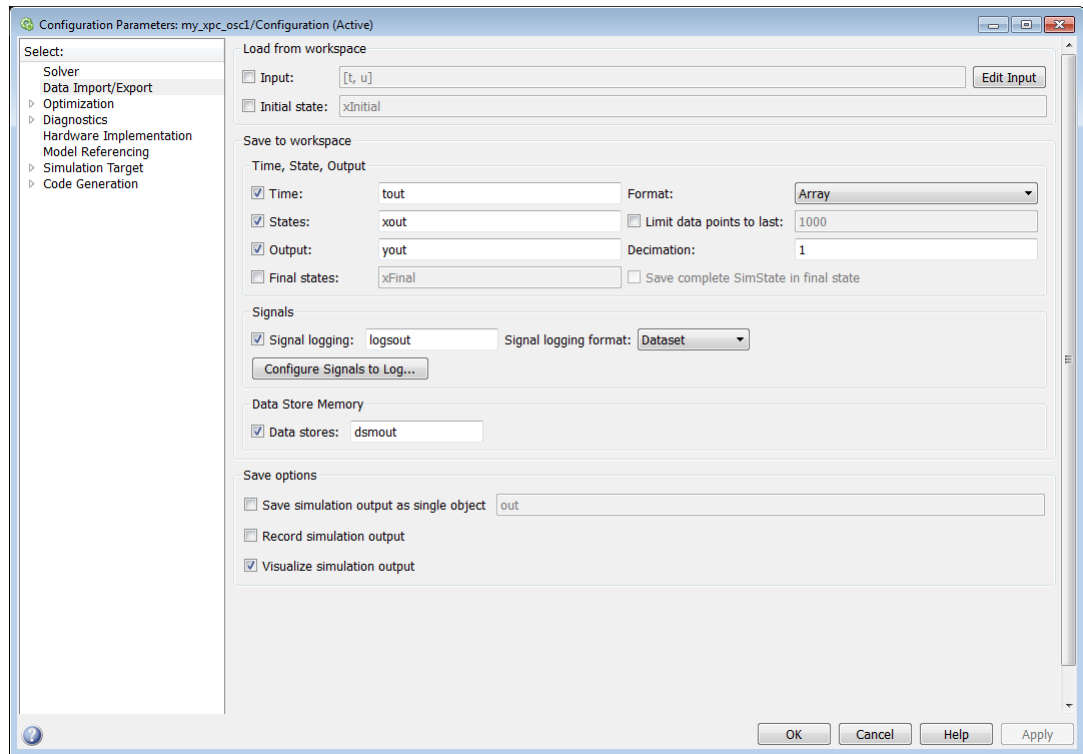 Configuration Parameters: my_xpc_osc1/Configuration (Active)
Select:
Solver
Data Import/Export
Optimization
Diagnostics
Hardware Implementation
Model Referencing
Simulation Target
Code Generation
Load from workspace
Input: [t, u] Edit Input
Initial state: xInitial
Save to workspace
Time, State, Output
Time: tout Format: Array
States: xout Limit data points to last: 1000
Output: yout Decimation: 1
Final states: xFinal Save complete SimState in final state
Signals
Signal logging: logsout Signal logging format: Dataset
Configure Signals to Log...
Data Store Memory
Data stores: dsmout
Save options
Save simulation output as single object out
Record simulation output
Visualize simulation output
OK Cancel Help Apply